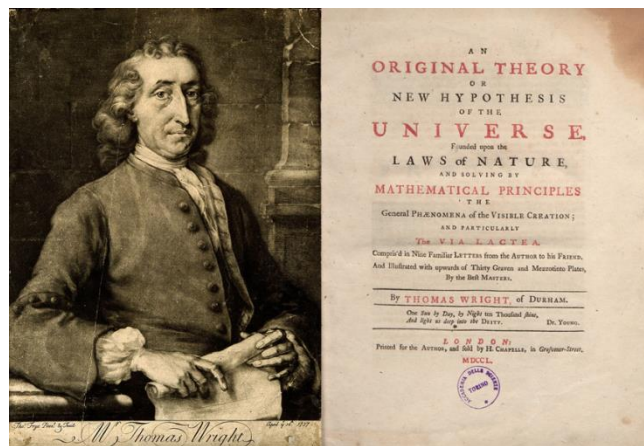 Mr Thomas Wright
AN
ORIGINAL THEORY
OR
NEW HYPOTHESIS
OF THE
UNIVERSE,
Founded upon the
LAWS of NATURE,
AND SOLVING BY
MATHEMATICAL PRINCIPLES
THE
General PHÆNOMENA of the VISIBLE CREATION;
AND PARTICULARLY
The VIA LACTEA.
Compris'd in Nine Familiar LETTERS from the AUTHOR to his FRIEND.
And Illustrated with upwards of Thirty Graven and Mezzotinto Plates,
By the Best MASTERS.
By THOMAS WRIGHT, of DURHAM.
One Sun by Day, by Night ten Thousand shine,
And light us deep into the DEITY. DR. YOUNG.
LONDON:
Printed for the AUTHOR, and sold by H. CHAPELLE, in Grosvenor-Street.
MDCCL.
TORINO